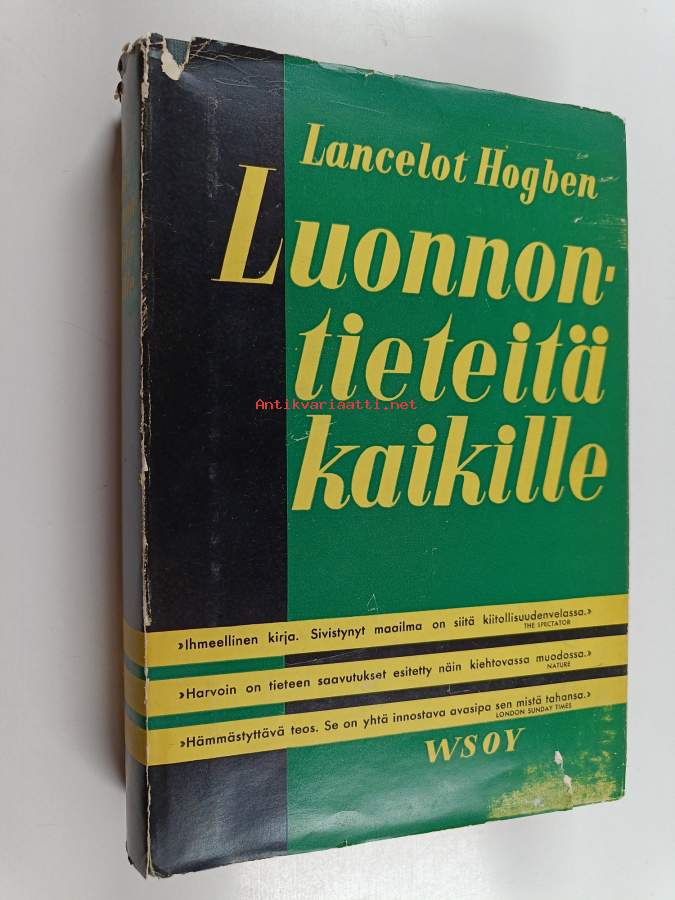 Lancelot Hogben
Luonnon-
tieteitä
Antikvariaatti.net
kaikille
»Ihmeellinen kirja. Sivistynyt maailma on siitä kiitollisuudenvelassa.»
THE SPECTATOR
»Harvoin on tieteen saavutukset esitetty näin kiehtovassa muodossa.»
NATURE
»Hämmästyttävä teos. Se on yhtä innostava avasipa sen mistä tahansa.»
LONDON SUNDAY TIMES
WSOY